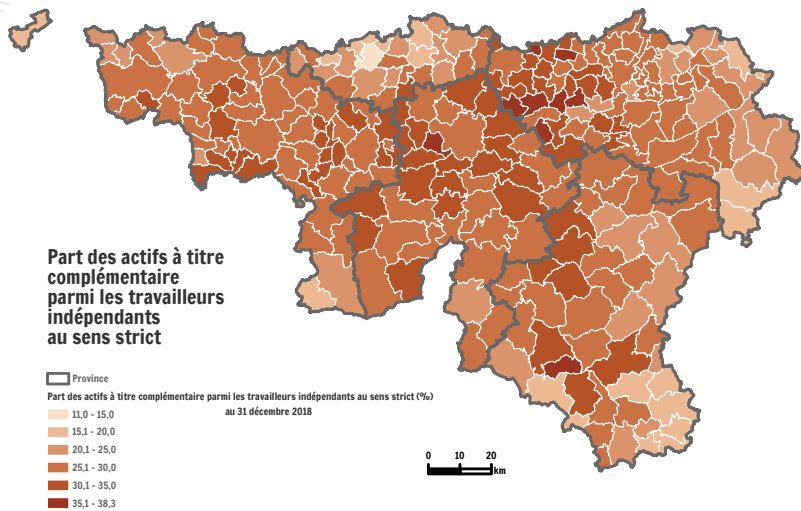 Part des actifs à titre
complémentaire
parmi les travailleurs
indépendants
au sens strict
Province
Part des actifs à titre complémentaire parmi les travailleurs indépendants au sens strict (%)
au 31 décembre 2018
11,0 - 15,0
15,1 - 20,0
20,1 - 25,0
25,1 - 30,0
30,1 - 35,0
35,1 - 38,3
0 10 20
km